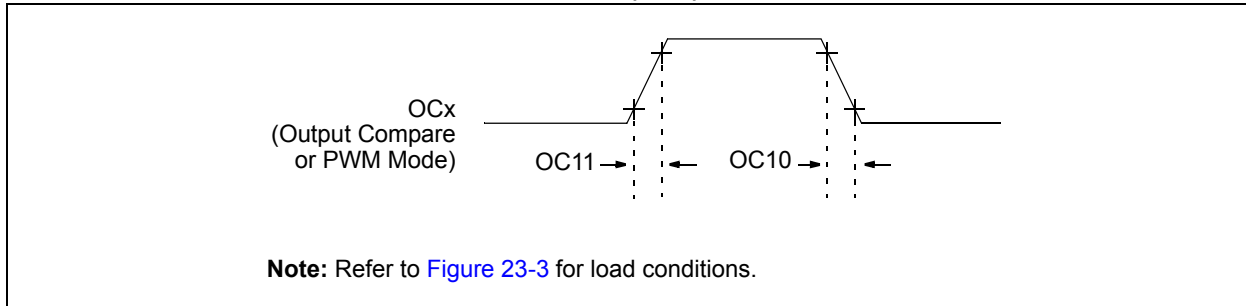 OCx
(Output Compare
or PWM Mode)
OC11
OC10
Note: Refer to Figure 23-3 for load conditions.